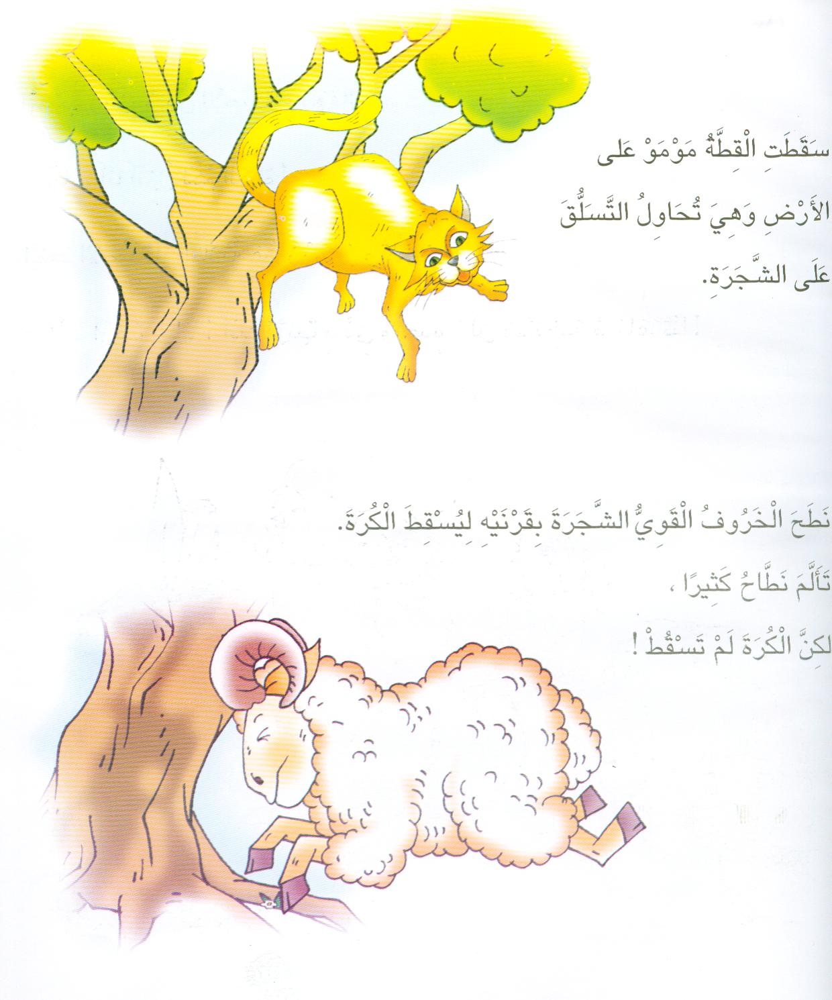 سَقَطَتِ الْقِطَّةُ مَوْمَوْ عَلى
الأَرْضِ وَهِيَ تُحَاوِلُ التَّسَلُّقَ
عَلَى الشَّجَرَةِ.
نَطَحَ الْخَرُوفُ الْقَوِيُّ الشَّجَرَةَ بِقَرْنَيْهِ لِيُسْقِطَ الْكُرَةَ.
تَأَلَّمَ نَطَّاحُ كَثِيرًا ،
لكِنَّ الْكُرَةَ لَمْ تَسْقُطْ !